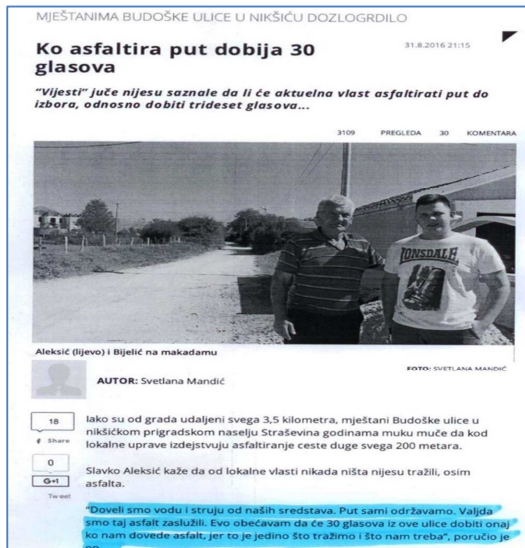 MJEŠTANIMA BUDOŠKE ULICE U NIKŠIĆU DOZLOGRDILO
Ko asfaltira put dobija 30
glasova
31.8.2016 21:15
"Vijesti" juče nijesu saznale da li će aktuelna vlast asfaltirati put do
izbora, odnosno dobiti trideset glasova...
3109 PREGLEDA 30 KOMENTARA
LONSDALE
Aleksić (lijevo) i Bijelić na makadamu
FOTO: SVETLANA MANDIĆ
AUTOR: Svetlana Mandić
18
Share
0
G+1
Tweet
Iako su od grada udaljeni svega 3,5 kilometra, mještani Budoške ulice u
nikšićkom prigradskom naselju Straševina godinama muku muče da kod
lokalne uprave izdejstvuju asfaltiranje ceste duge svega 200 metara.
Slavko Aleksić kaže da od lokalne vlasti nikada ništa nijesu tražili, osim
asfalta.
"Doveli smo vodu i struju od naših sredstava. Put sami održavamo. Valjda
smo taj asfalt zaslužili. Evo obećavam da će 30 glasova iz ove ulice dobiti onaj
ko nam dovede asfalt, jer to je jedino što tražimo i što nam treba", poručio je